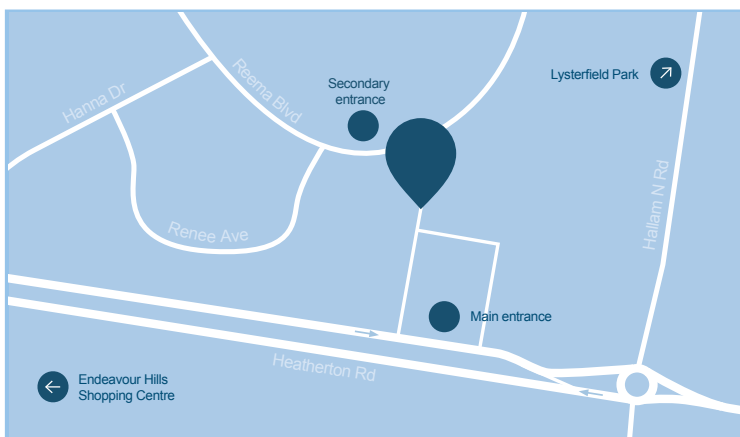 Lysterfield Park
Secondary
entrance
Reema Blvd
Hanna Dr
Hallam N Rd
Renee Ave
Main entrance
Heatherton Rd
Endeavour Hills
Shopping Centre